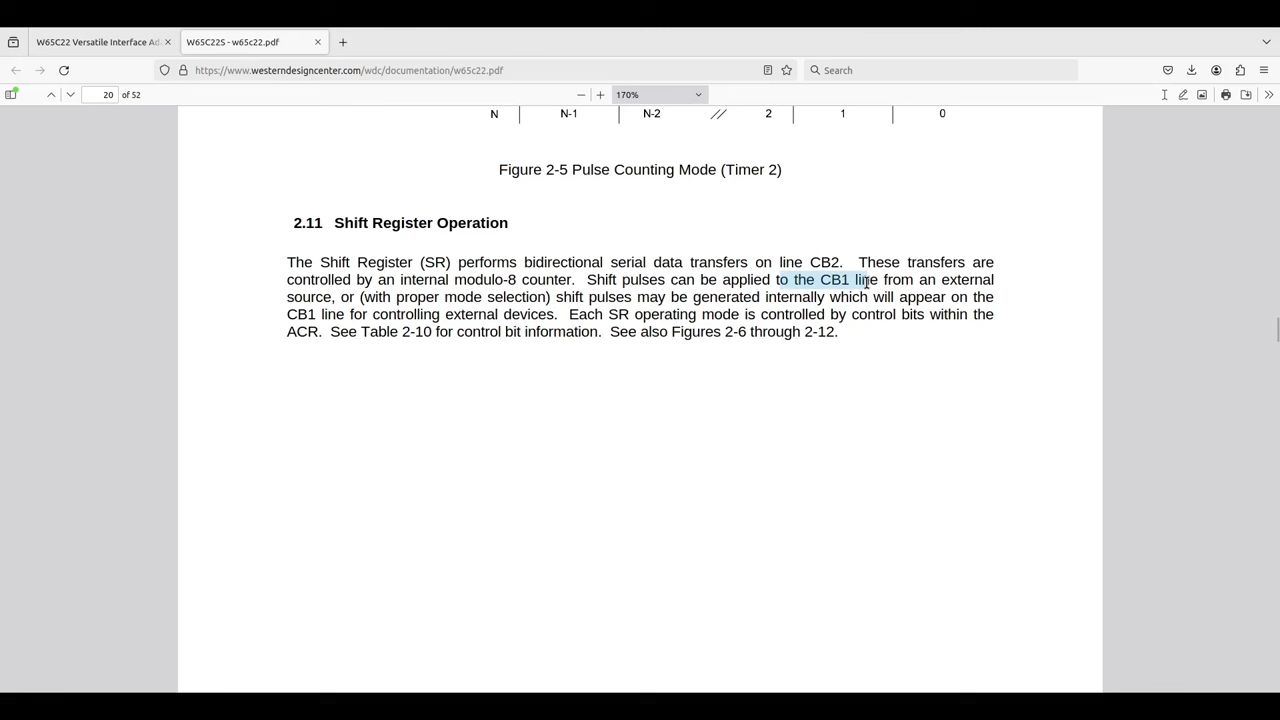 W65C22 Versatile Interface Ad
W65C22S - w65c22.pdf
https://www.westerndesigncenter.com/wdc/documentation/w65c22.pdf
Search
20 of 52
170%
N N-1 N-2 // 2 1 0
Figure 2-5 Pulse Counting Mode (Timer 2)
2.11 Shift Register Operation
The Shift Register (SR) performs bidirectional serial data transfers on line CB2. These transfers are
controlled by an internal modulo-8 counter. Shift pulses can be applied to the CB1 line from an external
source, or (with proper mode selection) shift pulses may be generated internally which will appear on the
CB1 line for controlling external devices. Each SR operating mode is controlled by control bits within the
ACR. See Table 2-10 for control bit information. See also Figures 2-6 through 2-12.